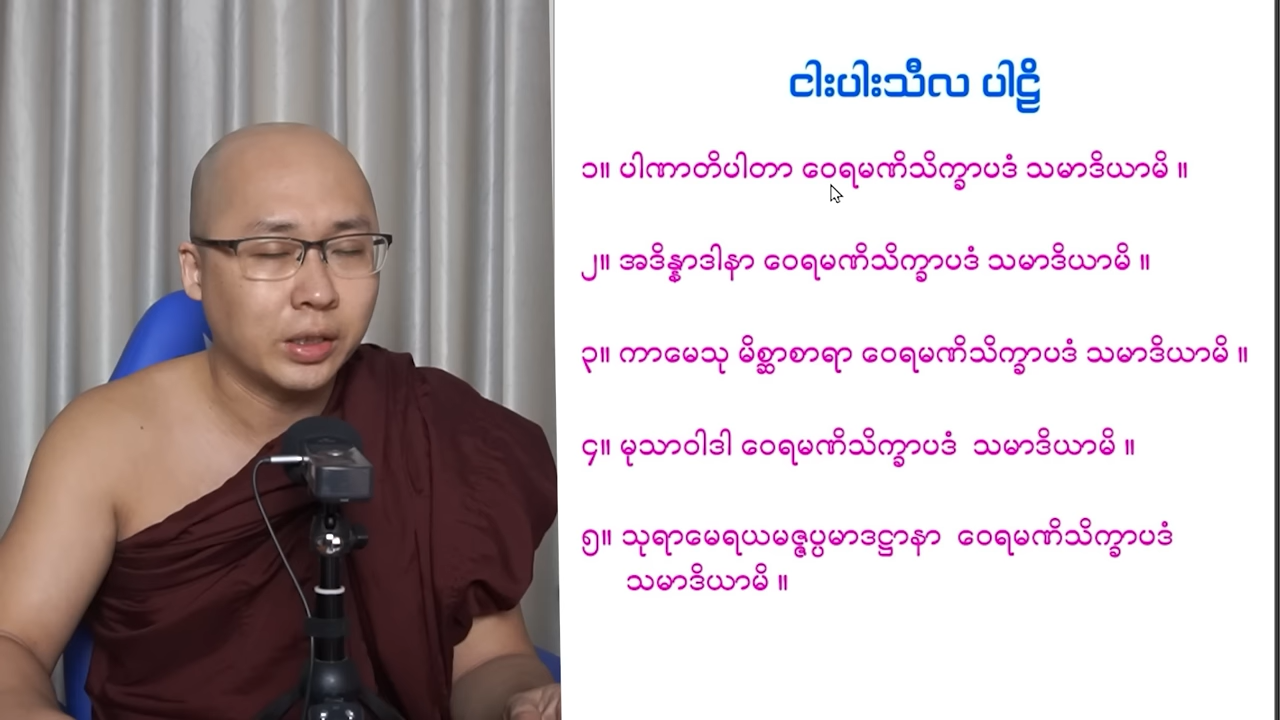 ငါးပါးသီလ ပါဠိ
၁။ ပါဏာတိပါတာ ဝေရမဏိသိက္ခာပဒံ သမာဒိယာမိ ။
၂။ အဒိန္နာဒါနာ ဝေရမဏိသိက္ခာပဒံ သမာဒိယာမိ ။
၃။ ကာမေသု မိစ္ဆာစာရာ ဝေရမဏိသိက္ခာပဒံ သမာဒိယာမိ ။
၄။ မုသာဝါဒါ ဝေရမဏိသိက္ခာပဒံ သမာဒိယာမိ ။
၅။ သုရာမေရယမဇ္ဇပ္ပမာဒဋ္ဌာနာ ဝေရမဏိသိက္ခာပဒံ
သမာဒိယာမိ ။